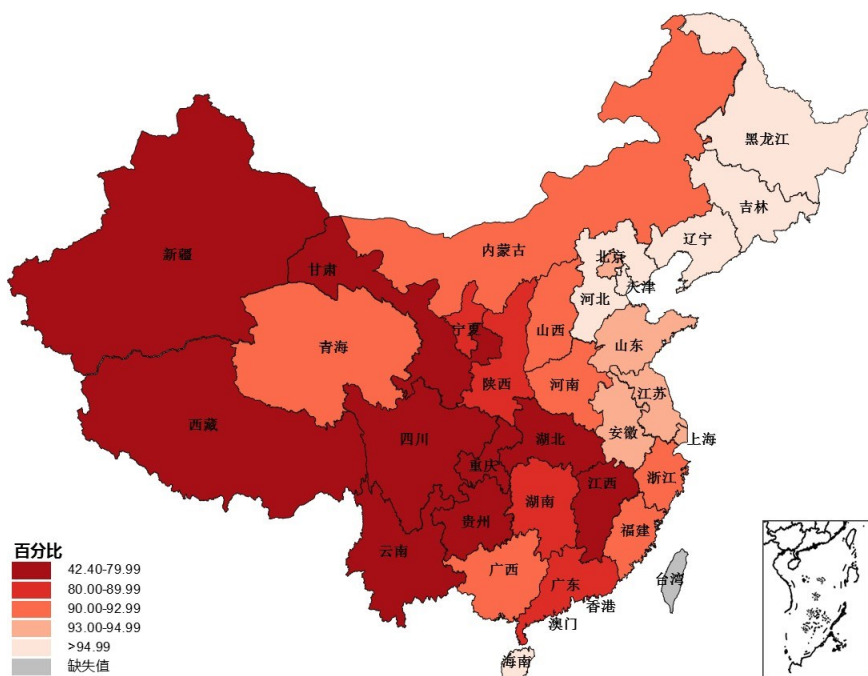 黑龙江
吉林
辽宁
新疆
内蒙古
北京
甘肃
天津
河北
宁夏
山西
青海
山东
陕西
河南
江苏
西藏
安徽
上海
四川
湖北
重庆
浙江
江西
湖南
贵州
福建
云南
广西
广东
台湾
香港
澳门
海南
百分比
42.40-79.99
80.00-89.99
90.00-92.99
93.00-94.99
>94.99
缺失值